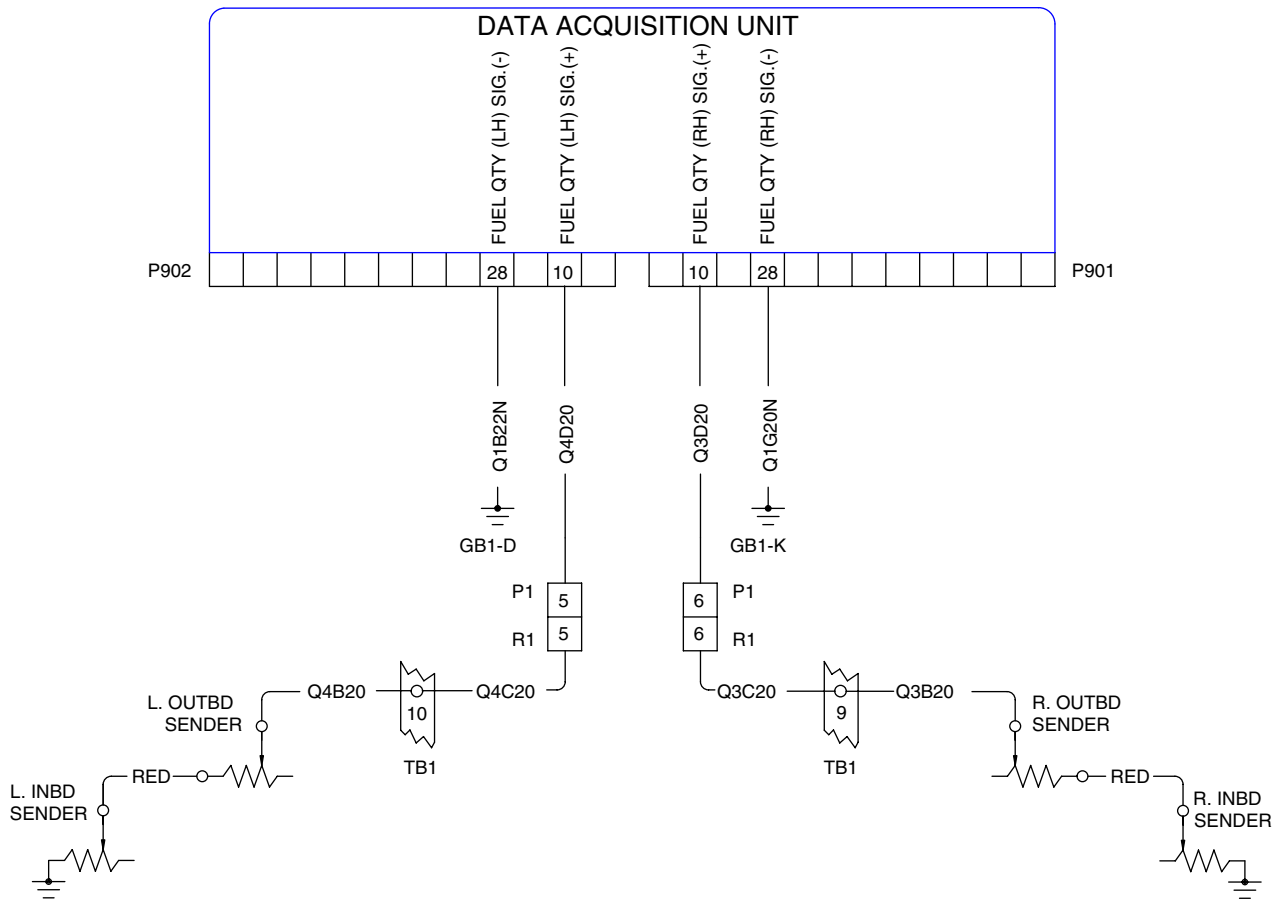 DATA ACQUISITION UNIT
FUEL QTY (LH) SIG.(-)
FUEL QTY (LH) SIG.(+)
FUEL QTY (RH) SIG.(+)
FUEL QTY (RH) SIG.(-)
P902
28
10
10
28
P901
Q1B22N
Q4D20
Q3D20
Q1G20N
GB1-D
GB1-K
P1
5
6
P1
R1
5
6
R1
L. OUTBD
SENDER
Q4B20
10
Q4C20
TB1
Q3C20
9
Q3B20
TB1
R. OUTBD
SENDER
L. INBD
SENDER
RED
RED
R. INBD
SENDER